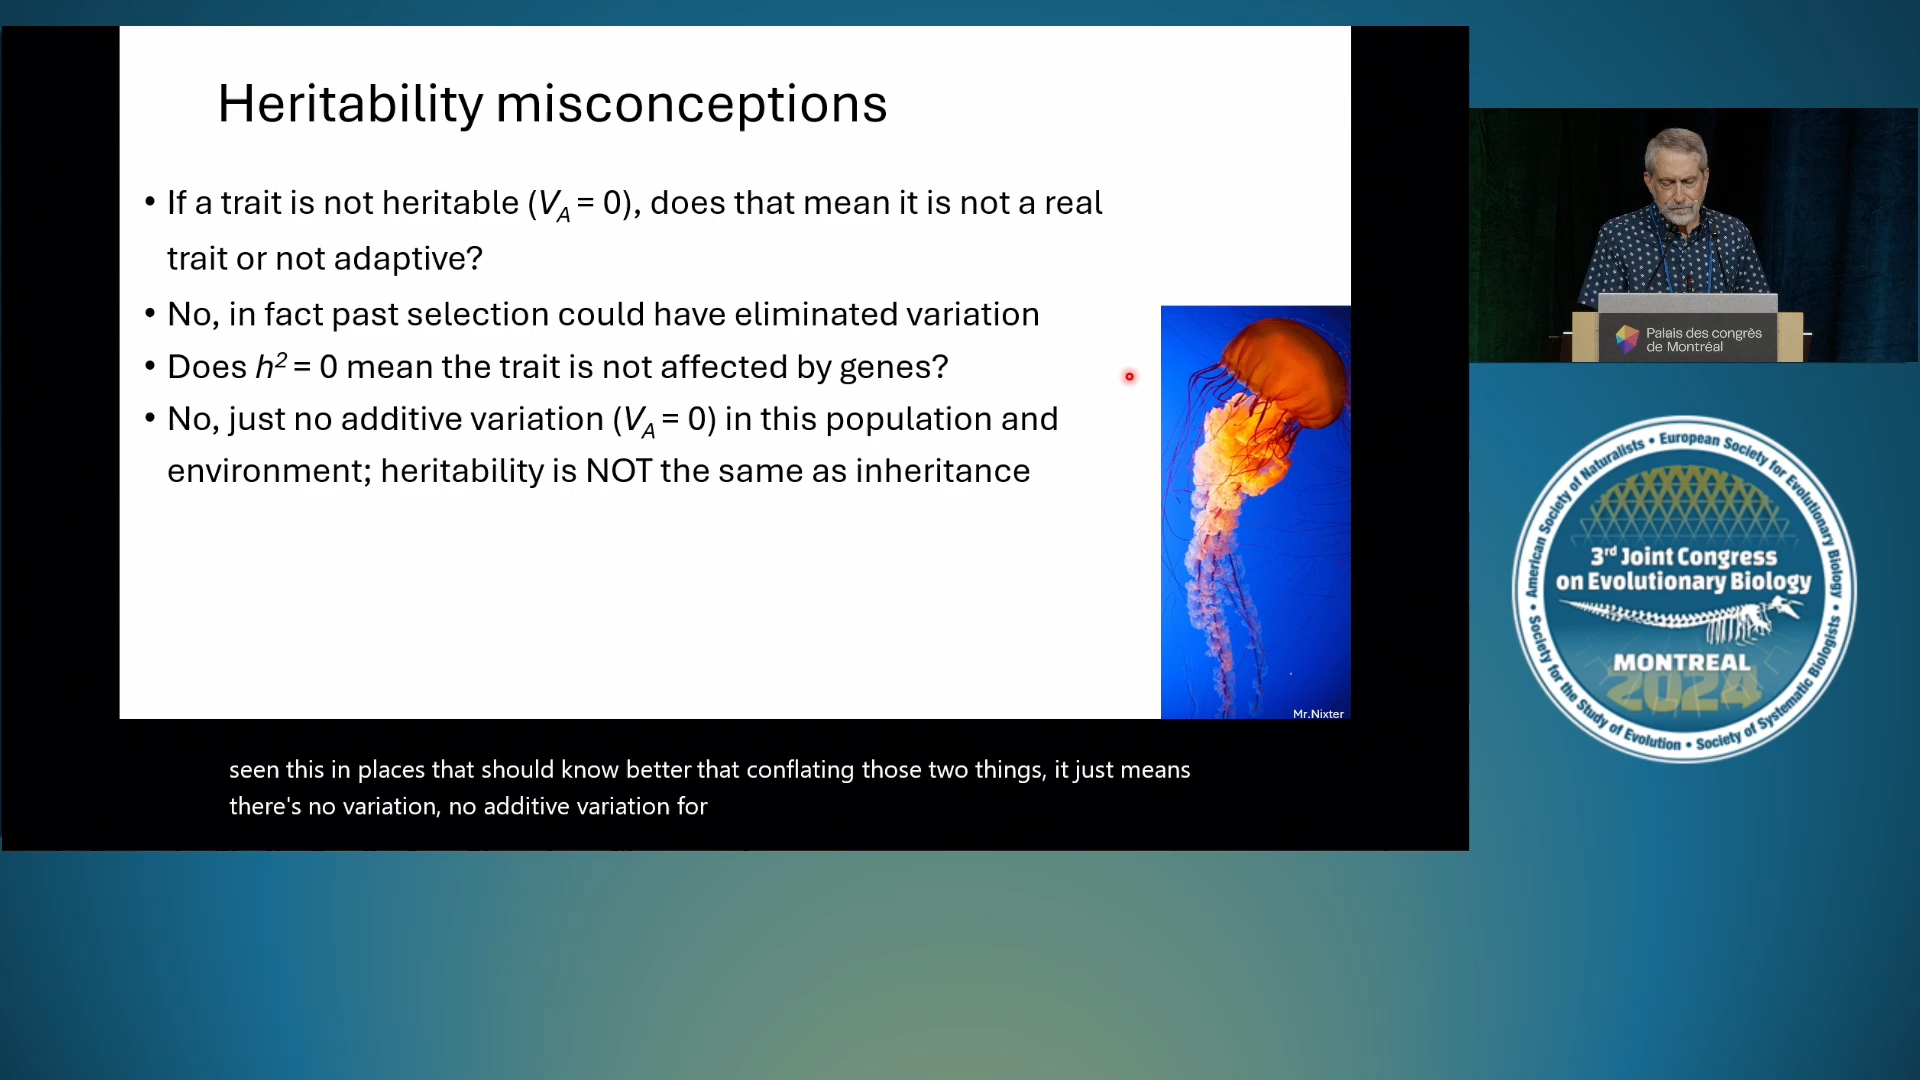 Heritability misconceptions
• If a trait is not heritable (V_A = 0), does that mean it is not a real
trait or not adaptive?
• No, in fact past selection could have eliminated variation
• Does h² = 0 mean the trait is not affected by genes?
• No, just no additive variation (V_A = 0) in this population and
environment; heritability is NOT the same as inheritance
Mr.Nixter
seen this in places that should know better that conflating those two things, it just means
there's no variation, no additive variation for
Palais des congrès
de Montréal
American Society of Naturalists • European Society for Evolutionary Biology •
Society for the Study of Evolution • Society of Systematic Biologists •
3rd Joint Congress
on Evolutionary Biology
MONTREAL
2024